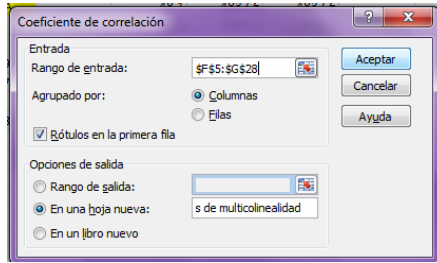 Coeficiente de correlación
Entrada
Rango de entrada: $F$5:$G$28
Aceptar
Cancelar
Agrupado por: Columnas
Filas
Ayuda
Rótulos en la primera fila
Opciones de salida
Rango de salida:
En una hoja nueva: s de multicolinealidad
En un libro nuevo